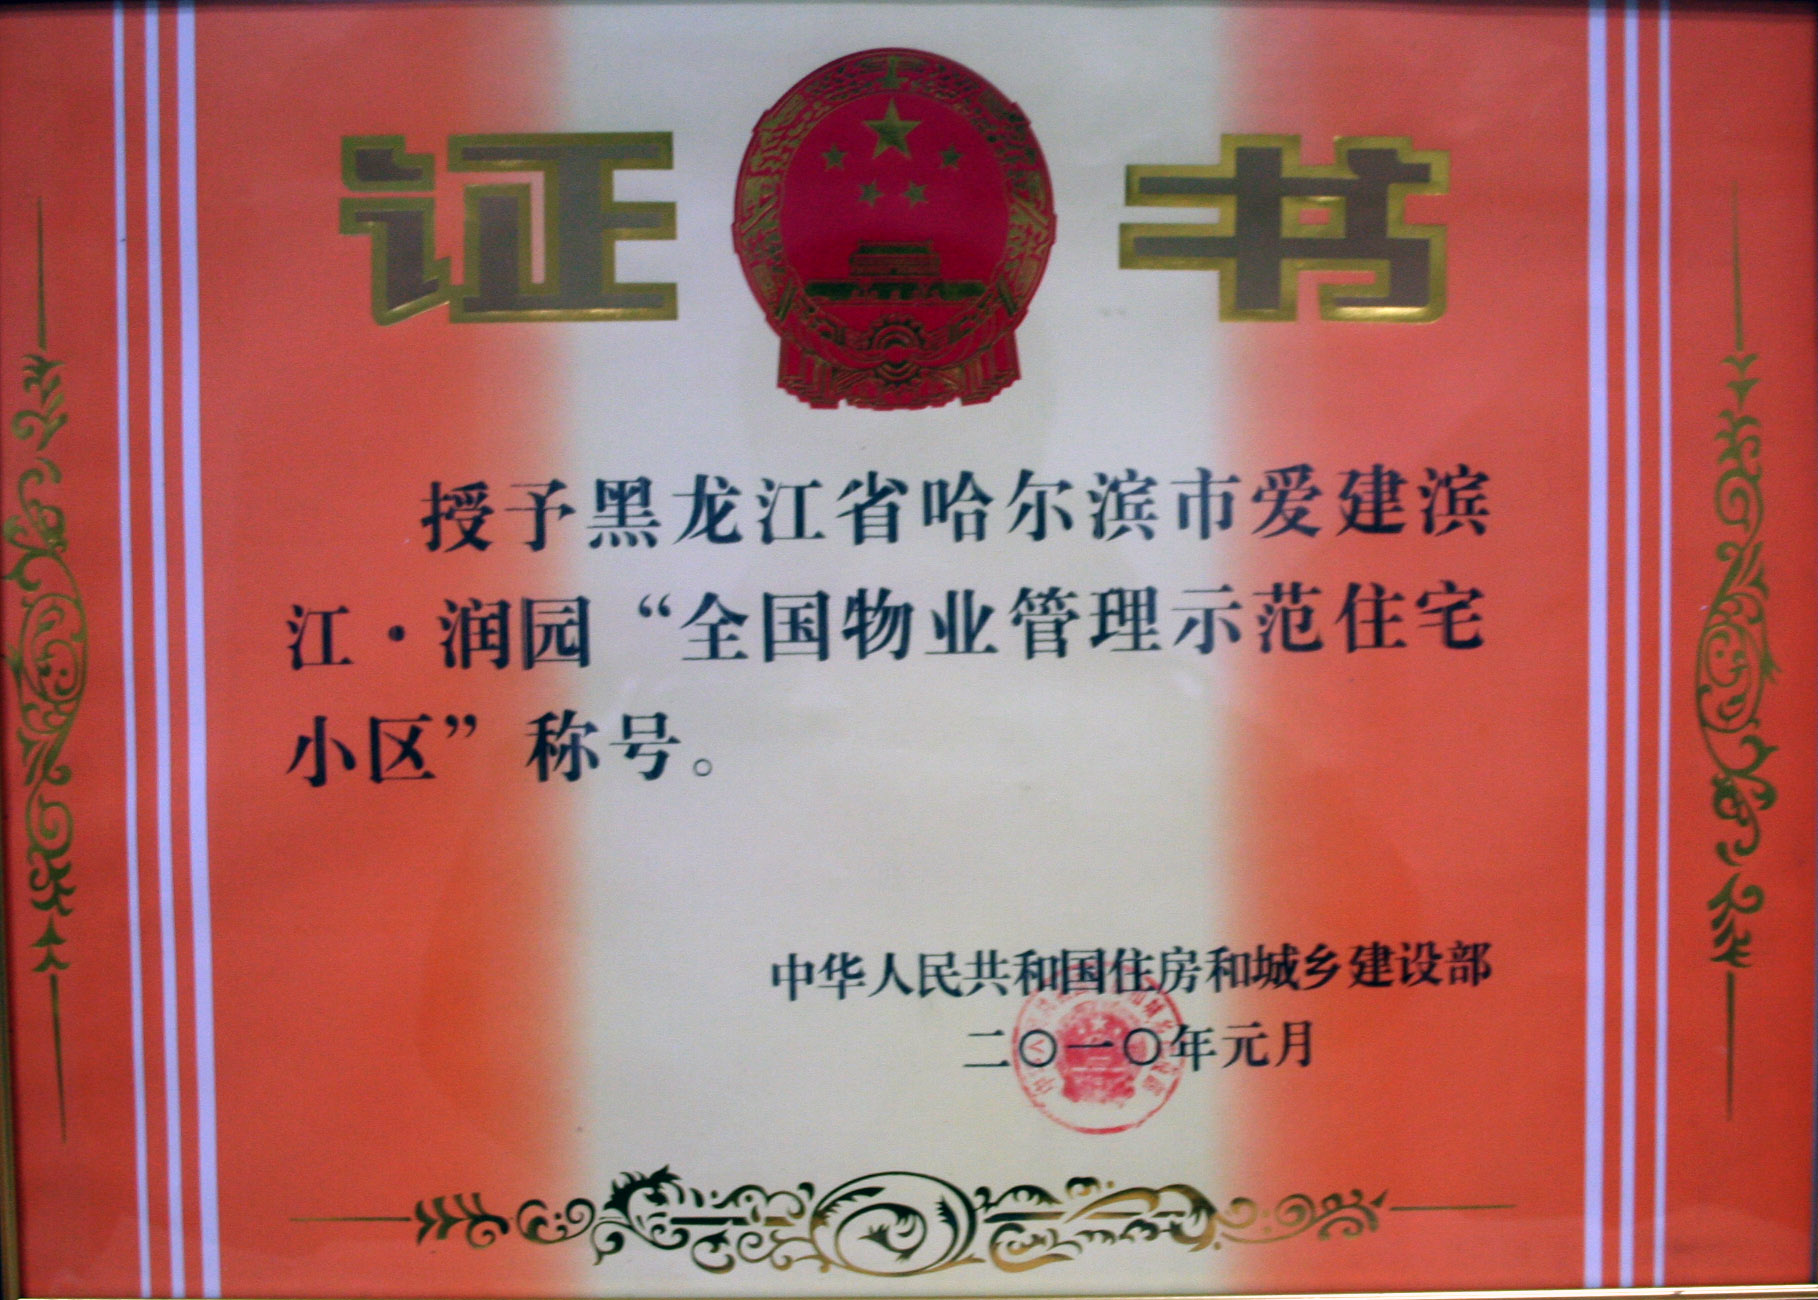 证书
授予黑龙江省哈尔滨市爱建滨
江·润园“全国物业管理示范住宅
小区”称号。
中华人民共和国住房和城乡建设部
二〇一〇年元月